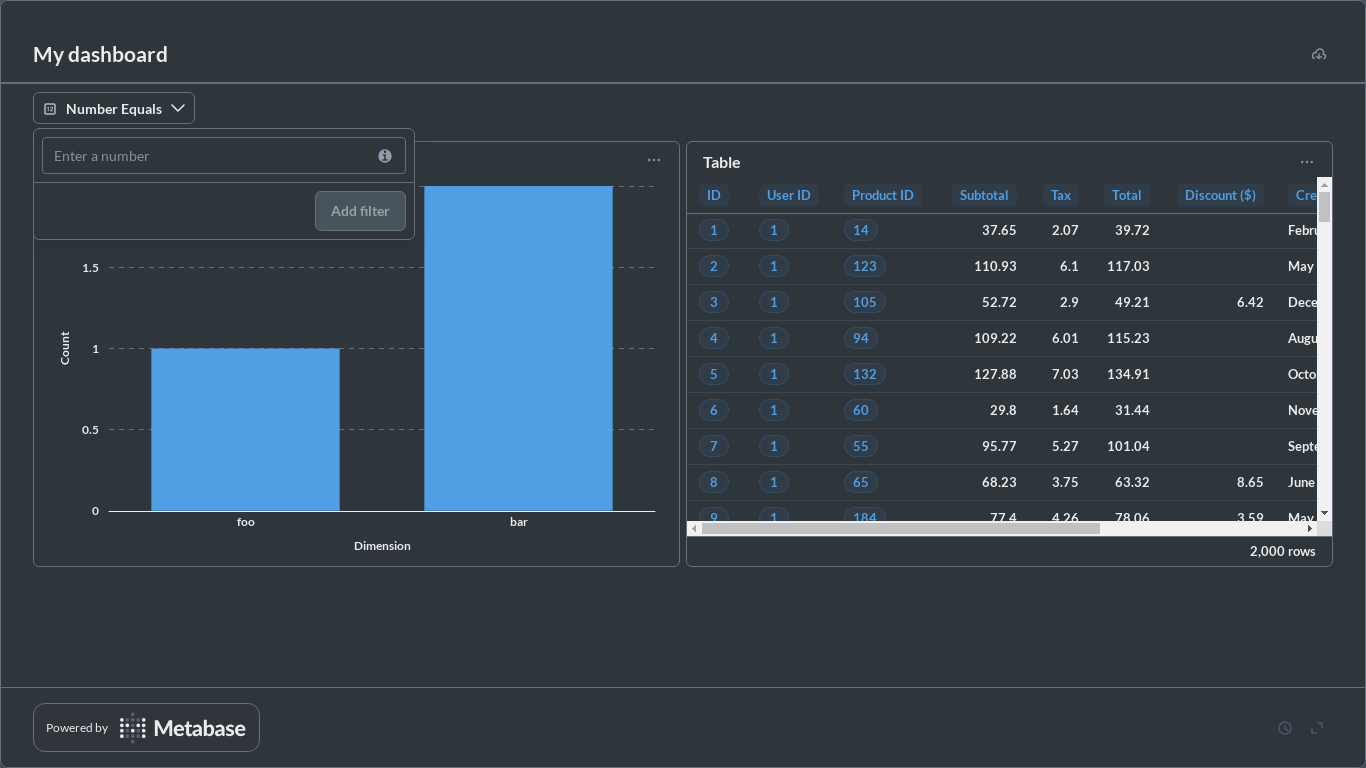 My dashboard
12 Number Equals
Enter a number
Add filter
1.5
1
0.5
0
Count
foo bar
Dimension
Table
ID User ID Product ID Subtotal Tax Total Discount ($) Cre
1 1 14 37.65 2.07 39.72 Febru
2 1 123 110.93 6.1 117.03 May
3 1 105 52.72 2.9 49.21 6.42 Dece
4 1 94 109.22 6.01 115.23 Augu
5 1 132 127.88 7.03 134.91 Octo
6 1 60 29.8 1.64 31.44 Nove
7 1 55 95.77 5.27 101.04 Septe
8 1 65 68.23 3.75 63.32 8.65 June
9 1 184 77.4 4.26 78.06 3.59 May
2,000 rows
Powered by Metabase